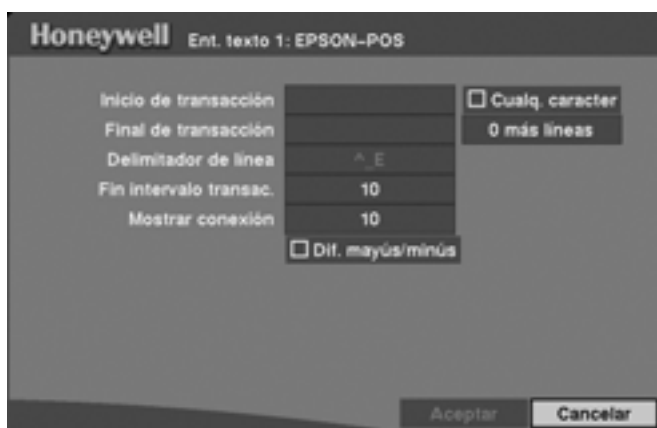 Honeywell Ent. texto 1: EPSON-POS
Inicio de transacción
Cualq. caracter
Final de transacción
0 más líneas
Delimitador de línea
^_E
Fin intervalo transac.
10
Mostrar conexión
10
Dif. mayús/minús
Aceptar
Cancelar